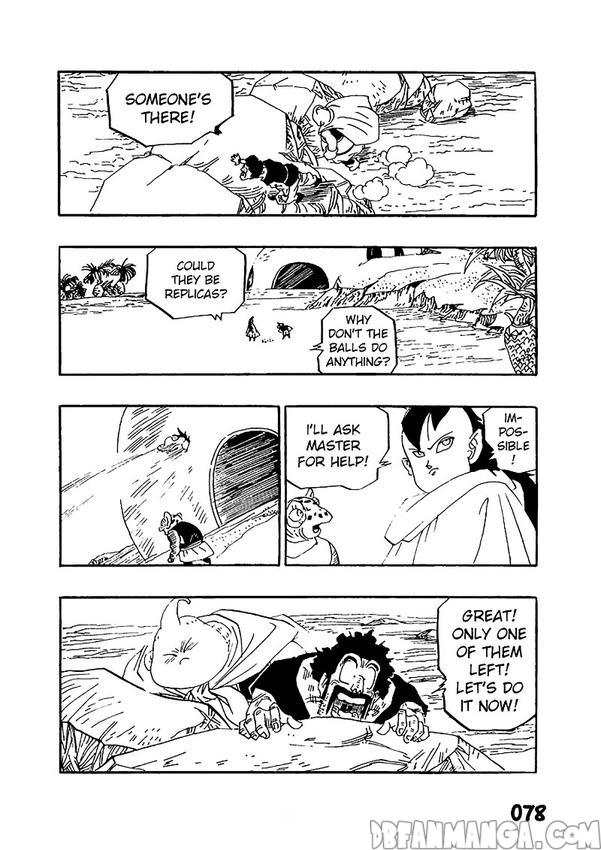 SOMEONE'S
THERE!
COULD
THEY BE
REPLICAS?
WHY
DON'T THE
BALLS DO
ANYTHING?
IM-
POS-
SIBLE
!
I'LL ASK
MASTER
FOR HELP!
GREAT!
ONLY ONE
OF THEM
LEFT!
LET'S DO
IT NOW!
078
DBFANMANGA.COM